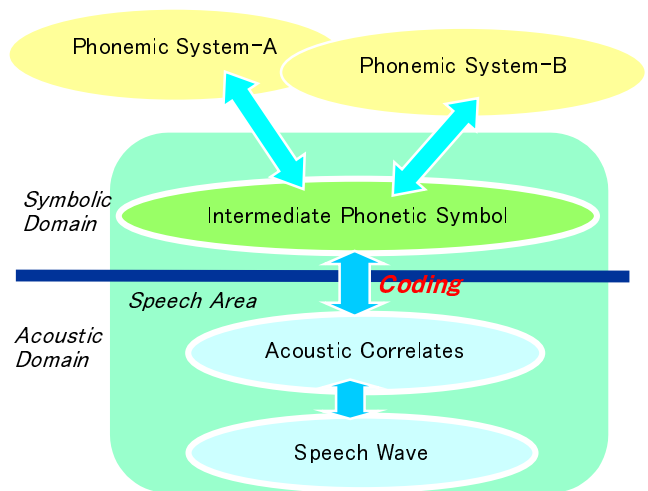 Phonemic System-A
Phonemic System-B
Symbolic
Domain
Intermediate Phonetic Symbol
Coding
Speech Area
Acoustic
Domain
Acoustic Correlates
Speech Wave